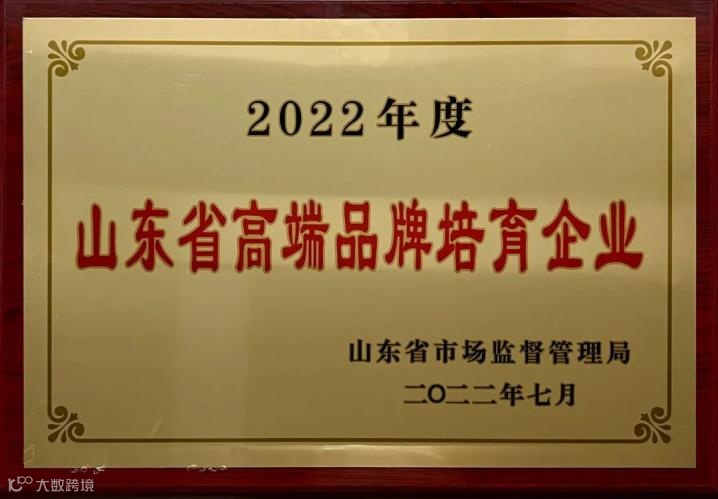 2022年度
山东省高端品牌培育企业
山东省市场监督管理局
二〇二二年七月
大数跨境